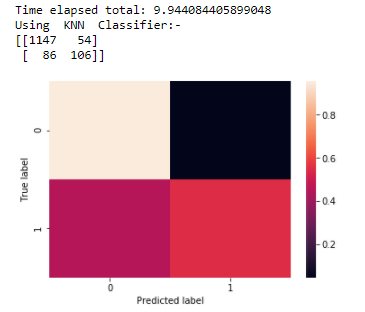 Time elapsed total: 9.944084405899048
Using  KNN  Classifier:-
[[1147   54]
 [  86  106]]
0.8
0.6
0.4
0.2
True label
0
1
0
1
Predicted label